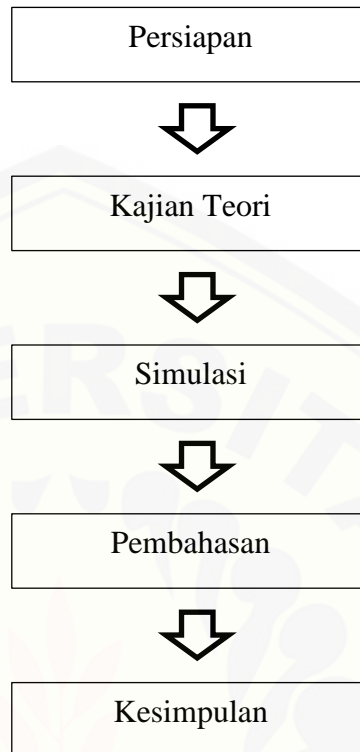 Persiapan
Kajian Teori
Simulasi
Pembahasan
Kesimpulan